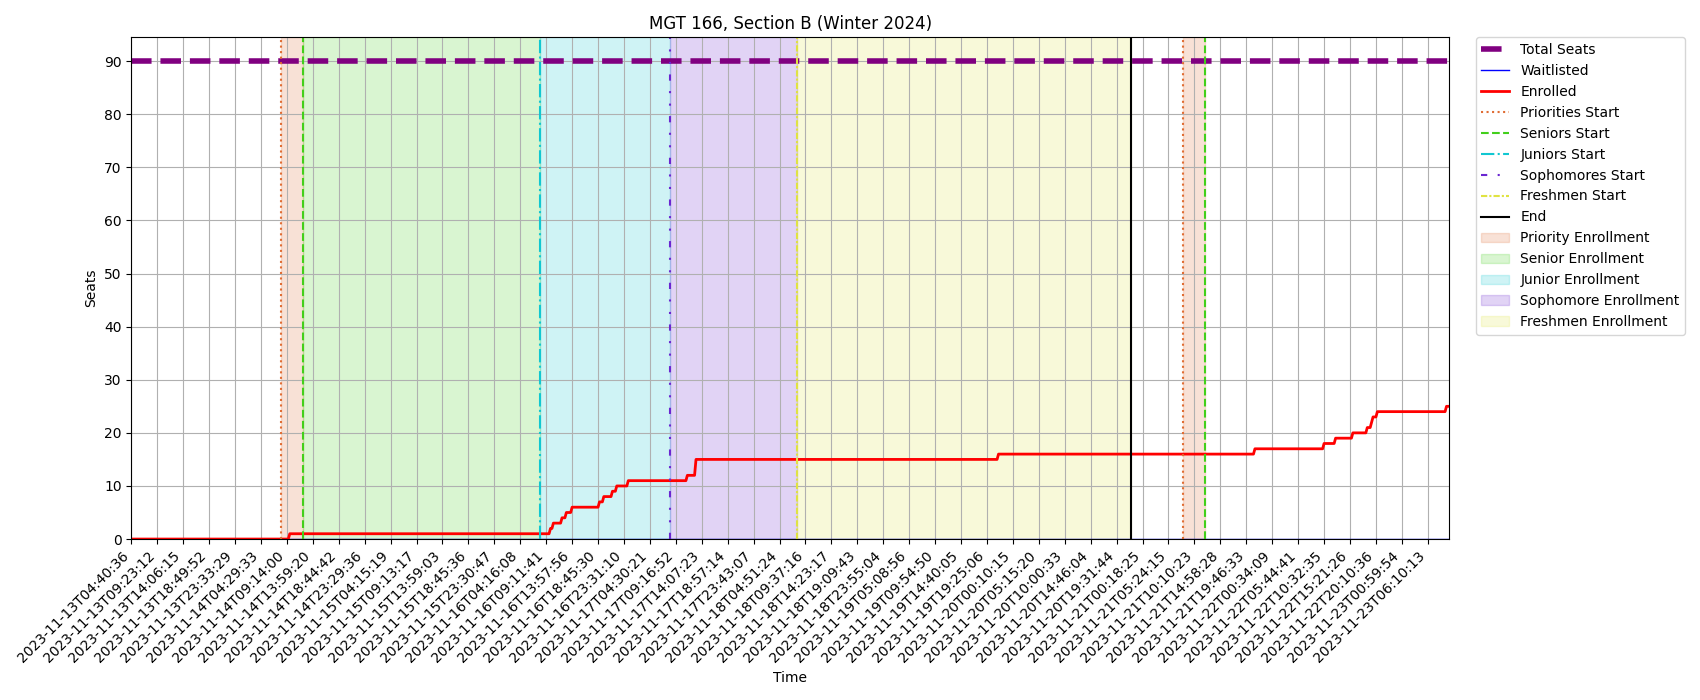 MGT 166, Section B (Winter 2024)
90
80
70
60
50
40
30
20
10
0
Seats
2023-11-13T04:40:36
2023-11-13T09:23:12
2023-11-13T14:06:15
2023-11-13T18:49:52
2023-11-13T23:33:29
2023-11-14T04:29:33
2023-11-14T09:14:00
2023-11-14T13:59:20
2023-11-14T18:44:42
2023-11-14T23:29:36
2023-11-15T04:15:19
2023-11-15T09:13:17
2023-11-15T13:59:03
2023-11-15T18:45:36
2023-11-15T23:30:47
2023-11-16T04:16:08
2023-11-16T09:11:41
2023-11-16T13:57:56
2023-11-16T18:45:30
2023-11-16T23:31:10
2023-11-17T04:30:21
2023-11-17T09:16:52
2023-11-17T14:07:23
2023-11-17T18:57:14
2023-11-17T23:43:07
2023-11-18T04:51:24
2023-11-18T09:37:16
2023-11-18T14:23:17
2023-11-18T19:09:43
2023-11-18T23:55:04
2023-11-19T05:08:56
2023-11-19T09:54:50
2023-11-19T14:40:05
2023-11-19T19:25:06
2023-11-20T00:10:15
2023-11-20T05:15:20
2023-11-20T10:00:33
2023-11-20T14:46:04
2023-11-20T19:31:44
2023-11-21T00:18:25
2023-11-21T05:24:15
2023-11-21T10:10:23
2023-11-21T14:58:28
2023-11-21T19:46:33
2023-11-22T00:34:09
2023-11-22T05:44:41
2023-11-22T10:32:35
2023-11-22T15:21:26
2023-11-22T20:10:36
2023-11-23T00:59:54
2023-11-23T06:10:13
Time
Total Seats
Waitlisted
Enrolled
Priorities Start
Seniors Start
Juniors Start
Sophomores Start
Freshmen Start
End
Priority Enrollment
Senior Enrollment
Junior Enrollment
Sophomore Enrollment
Freshmen Enrollment